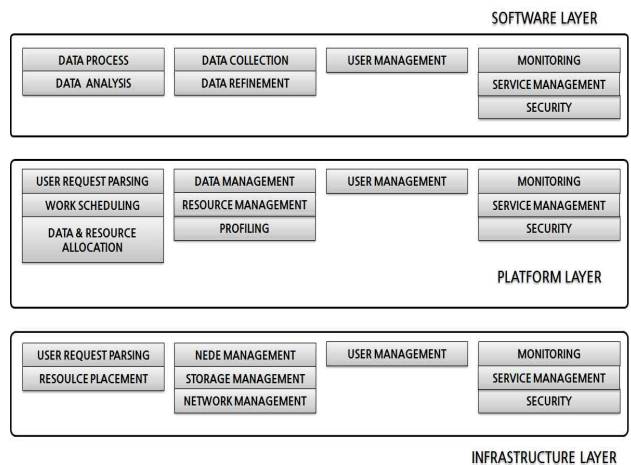 SOFTWARE LAYER
DATA PROCESS
DATA ANALYSIS
DATA COLLECTION
DATA REFINEMENT
USER MANAGEMENT
MONITORING
SERVICE MANAGEMENT
SECURITY
USER REQUEST PARSING
WORK SCHEDULING
DATA & RESOURCE
ALLOCATION
DATA MANAGEMENT
RESOURCE MANAGEMENT
PROFILING
USER MANAGEMENT
MONITORING
SERVICE MANAGEMENT
SECURITY
PLATFORM LAYER
USER REQUEST PARSING
RESOULCE PLACEMENT
NEDE MANAGEMENT
STORAGE MANAGEMENT
NETWORK MANAGEMENT
USER MANAGEMENT
MONITORING
SERVICE MANAGEMENT
SECURITY
INFRASTRUCTURE LAYER